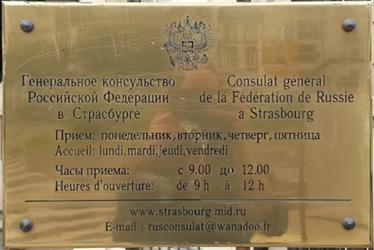 Генеральное консульство
Российской Федерации
в Страсбурге
Consulat général
de la Fédération de Russie
a Strasbourg
Прием: понедельник, вторник, четверг, пятница
Accueil: lundi, mardi, jeudi, vendredi
Часы приема: с 9.00 до 12.00
Heures d'ouverture: de 9 h à 12 h
www.strasbourg.mid.ru
E-mail : rusconsulat@wanadoo.fr